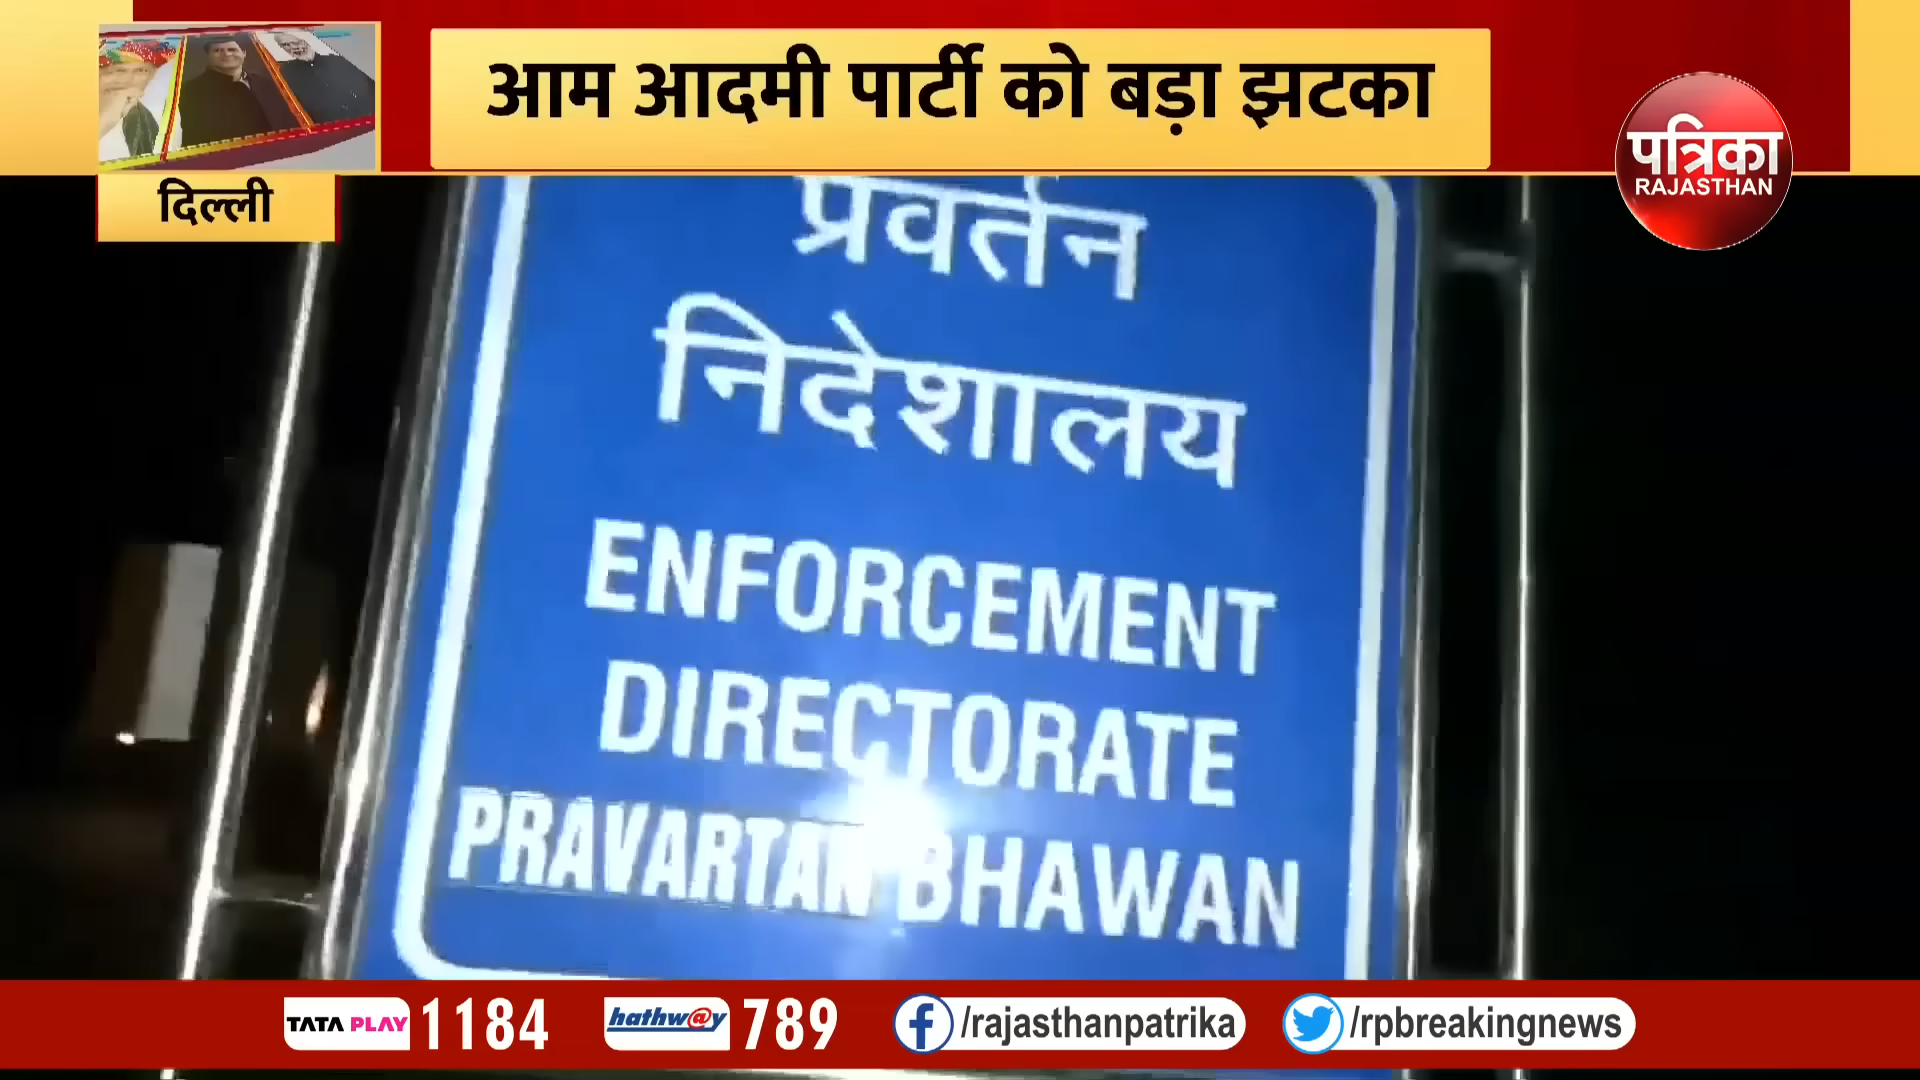 आम आदमी पार्टी को बड़ा झटका
पत्रिका
RAJASTHAN
दिल्ली
प्रवर्तन
निदेशालय
ENFORCEMENT
DIRECTORATE
PRAVARTAN BHAWAN
TATA PLAY 1184 hathw@y 789 /rajasthanpatrika /rpbreakingnews